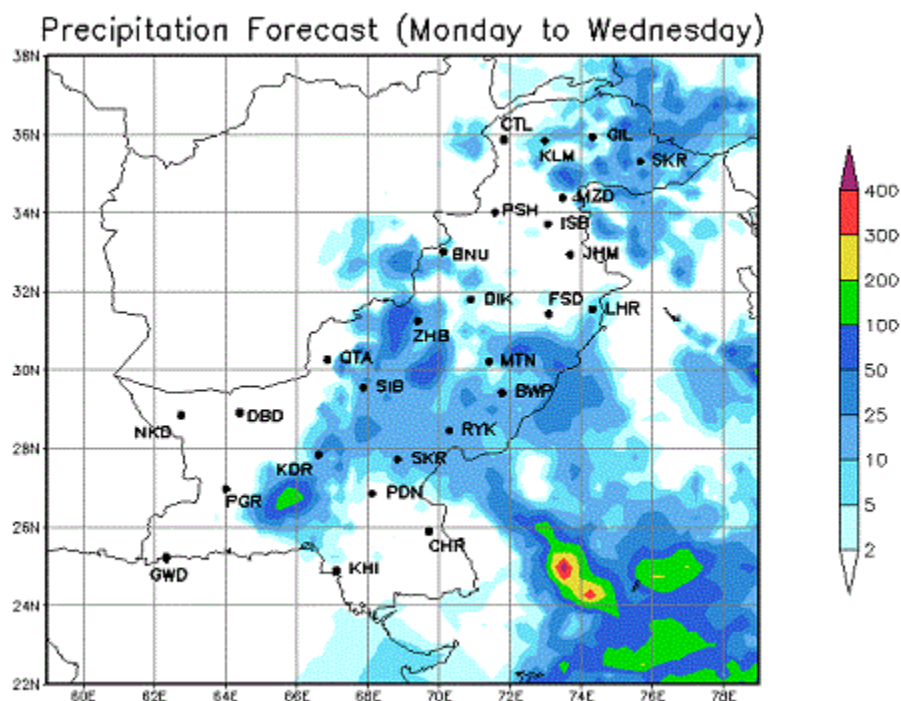 Precipitation Forecast (Monday to Wednesday)
38N
36N
34N
32N
30N
28N
26N
24N
22N
60E 62E 64E 66E 68E 70E 72E 74E 76E 78E
CTL
GIL
KLM
SKR
MZD
PSH
ISB
BNU
JHM
DIK
FSD
LHR
ZHB
QTA
MTN
SIB
BWP
DBD
NKD
RYK
KDR
SKR
PGR
PDN
CHR
GWD
KHI
400
300
200
100
50
25
10
5
2